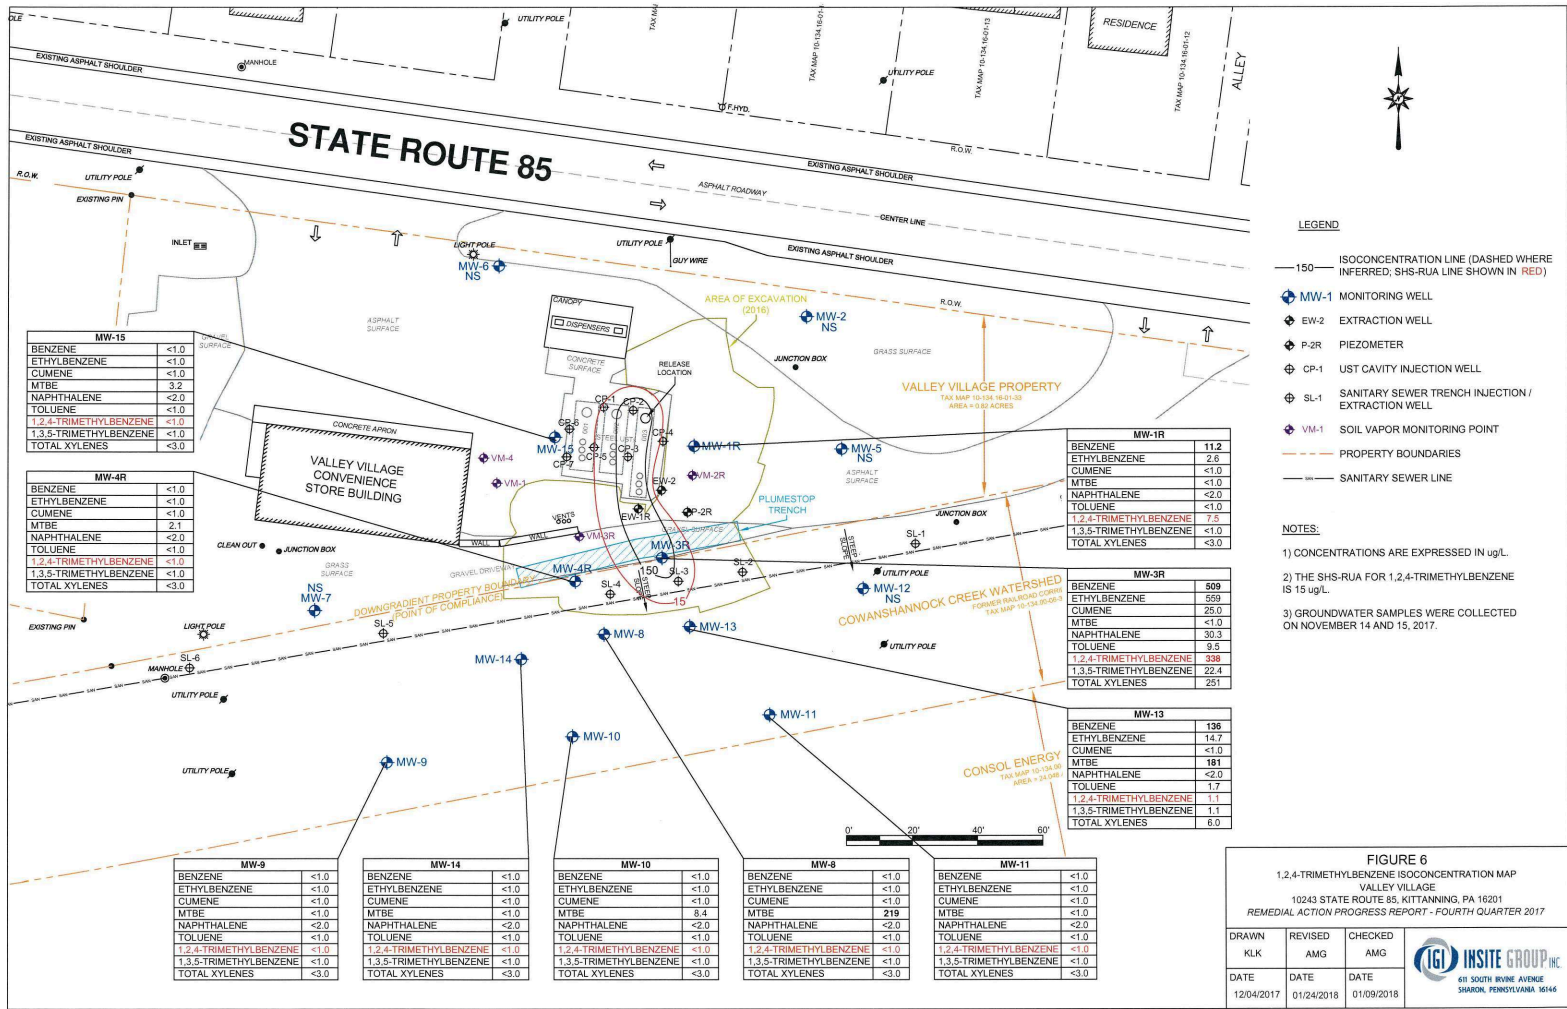 POLE
UTILITY POLE
RESIDENCE
ALLEY
EXISTING ASPHALT SHOULDER
MANHOLE
TAX MAP 10-134.16-01-13
TAX MAP 10-134.16-01-12
UTILITY POLE
F.HYD.
R.O.W.
STATE ROUTE 85
EXISTING ASPHALT SHOULDER
EXISTING ASPHALT SHOULDER
R.O.W.
UTILITY POLE
EXISTING PIN
ASPHALT ROADWAY
CENTER LINE
INLET
LIGHT POLE
MW-6
NS
UTILITY POLE
GUY WIRE
EXISTING ASPHALT SHOULDER
R.O.W.
AREA OF EXCAVATION
(2016)
CANOPY
DISPENSERS
MW-2
NS
ASPHALT
SURFACE
GRAVEL
SURFACE
CONCRETE
SURFACE
RELEASE
LOCATION
JUNCTION BOX
GRASS SURFACE
VALLEY VILLAGE PROPERTY
TAX MAP 10-134.16-01-33
AREA = 0.82 ACRES
MW-15
BENZENE <1.0
ETHYLBENZENE <1.0
CUMENE <1.0
MTBE 3.2
NAPHTHALENE <2.0
TOLUENE <1.0
1,2,4-TRIMETHYLBENZENE <1.0
1,3,5-TRIMETHYLBENZENE <1.0
TOTAL XYLENES <3.0
MW-4R
BENZENE <1.0
ETHYLBENZENE <1.0
CUMENE <1.0
MTBE 2.1
NAPHTHALENE <2.0
TOLUENE <1.0
1,2,4-TRIMETHYLBENZENE <1.0
1,3,5-TRIMETHYLBENZENE <1.0
TOTAL XYLENES <3.0
CONCRETE APRON
VALLEY VILLAGE
CONVENIENCE
STORE BUILDING
CP-1
CP-2
CP-6
CP-4
MW-15
CP-7
CP-5
CP-3
MW-1R
VM-4
VM-1
VM-2R
EW-2
EW-1R
P-2R
MW-5
NS
ASPHALT
SURFACE
PLUMESTOP
TRENCH
VENTS
WALL
WALL
VM-3R
GRAVEL SURFACE
MW-3R
JUNCTION BOX
SL-1
STEEP
SLOPE
CLEAN OUT
JUNCTION BOX
GRASS
SURFACE
GRAVEL DRIVEWAY
MW-4R
150
SL-4
STEEP
SLOPE
SL-3
SL-2
15
UTILITY POLE
NS
MW-7
DOWNGRADIENT PROPERTY BOUNDARY
(POINT OF COMPLIANCE)
MW-12
NS
COWANSHANNOCK CREEK WATERSHED
EXISTING PIN
LIGHT POLE
SL-5
SL-6
MANHOLE
UTILITY POLE
MW-8
MW-13
MW-14
UTILITY POLE
MW-11
MW-10
MW-9
UTILITY POLE
CONSOL ENERGY
0' 20' 40' 60'
MW-1R
BENZENE 11.2
ETHYLBENZENE 2.6
CUMENE <1.0
MTBE <1.0
NAPHTHALENE <2.0
TOLUENE <1.0
1,2,4-TRIMETHYLBENZENE 7.5
1,3,5-TRIMETHYLBENZENE <1.0
TOTAL XYLENES <3.0
MW-3R
BENZENE 509
ETHYLBENZENE 559
CUMENE 25.0
MTBE <1.0
NAPHTHALENE 30.3
TOLUENE 9.5
1,2,4-TRIMETHYLBENZENE 338
1,3,5-TRIMETHYLBENZENE 22.4
TOTAL XYLENES 251
MW-13
BENZENE 136
ETHYLBENZENE 14.7
CUMENE <1.0
MTBE 181
NAPHTHALENE <2.0
TOLUENE 1.7
1,2,4-TRIMETHYLBENZENE 1.1
1,3,5-TRIMETHYLBENZENE 1.1
TOTAL XYLENES 6.0
MW-9
BENZENE <1.0
ETHYLBENZENE <1.0
CUMENE <1.0
MTBE <1.0
NAPHTHALENE <2.0
TOLUENE <1.0
1,2,4-TRIMETHYLBENZENE <1.0
1,3,5-TRIMETHYLBENZENE <1.0
TOTAL XYLENES <3.0
MW-14
BENZENE <1.0
ETHYLBENZENE <1.0
CUMENE <1.0
MTBE <1.0
NAPHTHALENE <2.0
TOLUENE <1.0
1,2,4-TRIMETHYLBENZENE <1.0
1,3,5-TRIMETHYLBENZENE <1.0
TOTAL XYLENES <3.0
MW-10
BENZENE <1.0
ETHYLBENZENE <1.0
CUMENE <1.0
MTBE 8.4
NAPHTHALENE <2.0
TOLUENE <1.0
1,2,4-TRIMETHYLBENZENE <1.0
1,3,5-TRIMETHYLBENZENE <1.0
TOTAL XYLENES <3.0
MW-8
BENZENE <1.0
ETHYLBENZENE <1.0
CUMENE <1.0
MTBE 219
NAPHTHALENE <2.0
TOLUENE <1.0
1,2,4-TRIMETHYLBENZENE <1.0
1,3,5-TRIMETHYLBENZENE <1.0
TOTAL XYLENES <3.0
MW-11
BENZENE <1.0
ETHYLBENZENE <1.0
CUMENE <1.0
MTBE <1.0
NAPHTHALENE <2.0
TOLUENE <1.0
1,2,4-TRIMETHYLBENZENE <1.0
1,3,5-TRIMETHYLBENZENE <1.0
TOTAL XYLENES <3.0
LEGEND
150 ISOCONCENTRATION LINE (DASHED WHERE
INFERRED; SHS-RUA LINE SHOWN IN RED)
MW-1 MONITORING WELL
EW-2 EXTRACTION WELL
P-2R PIEZOMETER
CP-1 UST CAVITY INJECTION WELL
SL-1 SANITARY SEWER TRENCH INJECTION /
EXTRACTION WELL
VM-1 SOIL VAPOR MONITORING POINT
PROPERTY BOUNDARIES
SAN SANITARY SEWER LINE
NOTES:
1) CONCENTRATIONS ARE EXPRESSED IN ug/L.
2) THE SHS-RUA FOR 1,2,4-TRIMETHYLBENZENE
IS 15 ug/L.
3) GROUNDWATER SAMPLES WERE COLLECTED
ON NOVEMBER 14 AND 15, 2017.
FIGURE 6
1,2,4-TRIMETHYLBENZENE ISOCONCENTRATION MAP
VALLEY VILLAGE
10243 STATE ROUTE 85, KITTANNING, PA 16201
REMEDIAL ACTION PROGRESS REPORT - FOURTH QUARTER 2017
DRAWN REVISED CHECKED
KLK AMG AMG
DATE DATE DATE
12/04/2017 01/24/2018 01/09/2018
IGI INSITE GROUP INC
611 SOUTH IRVINE AVENUE
SHARON, PENNSYLVANIA 16146